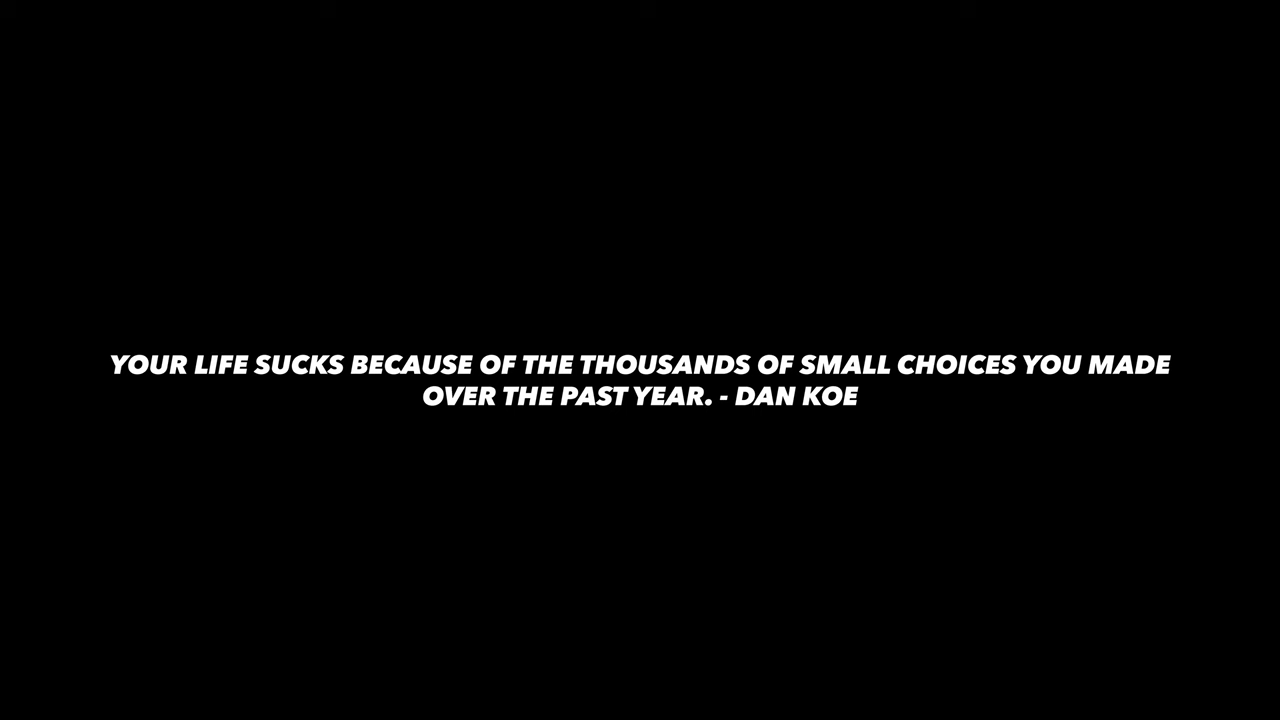 YOUR LIFE SUCKS BECAUSE OF THE THOUSANDS OF SMALL CHOICES YOU MADE
OVER THE PAST YEAR. - DAN KOE